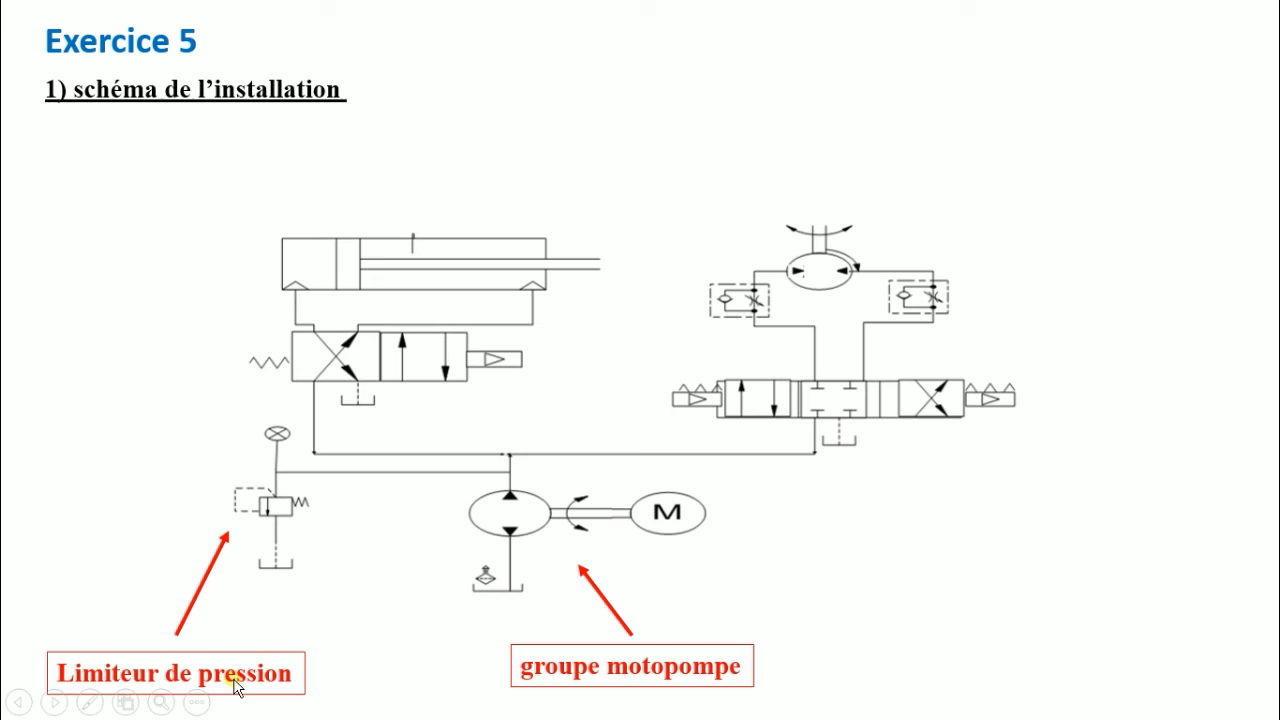 Exercice 5
1) schéma de l’installation
M
Limiteur de pression
groupe motopompe